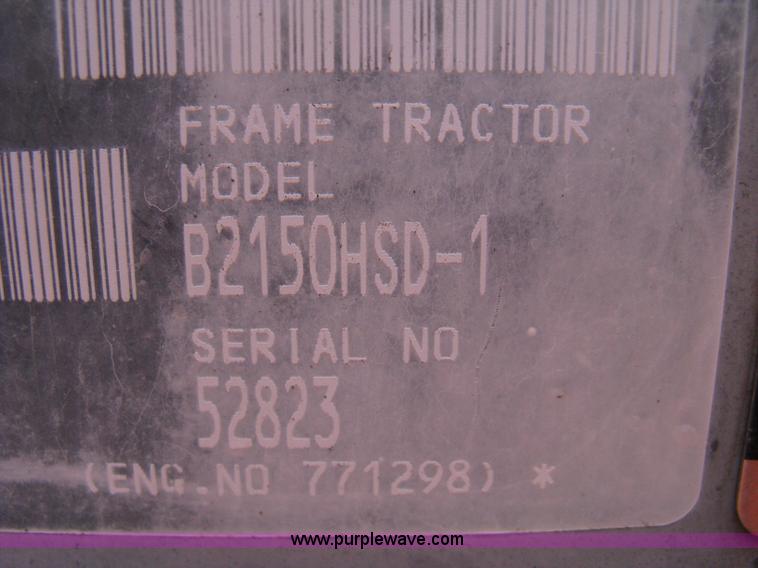 FRAME TRACTOR
MODEL
B2150HSD-1
SERIAL NO
52823
(ENG.NO 771298) *
www.purplewave.com